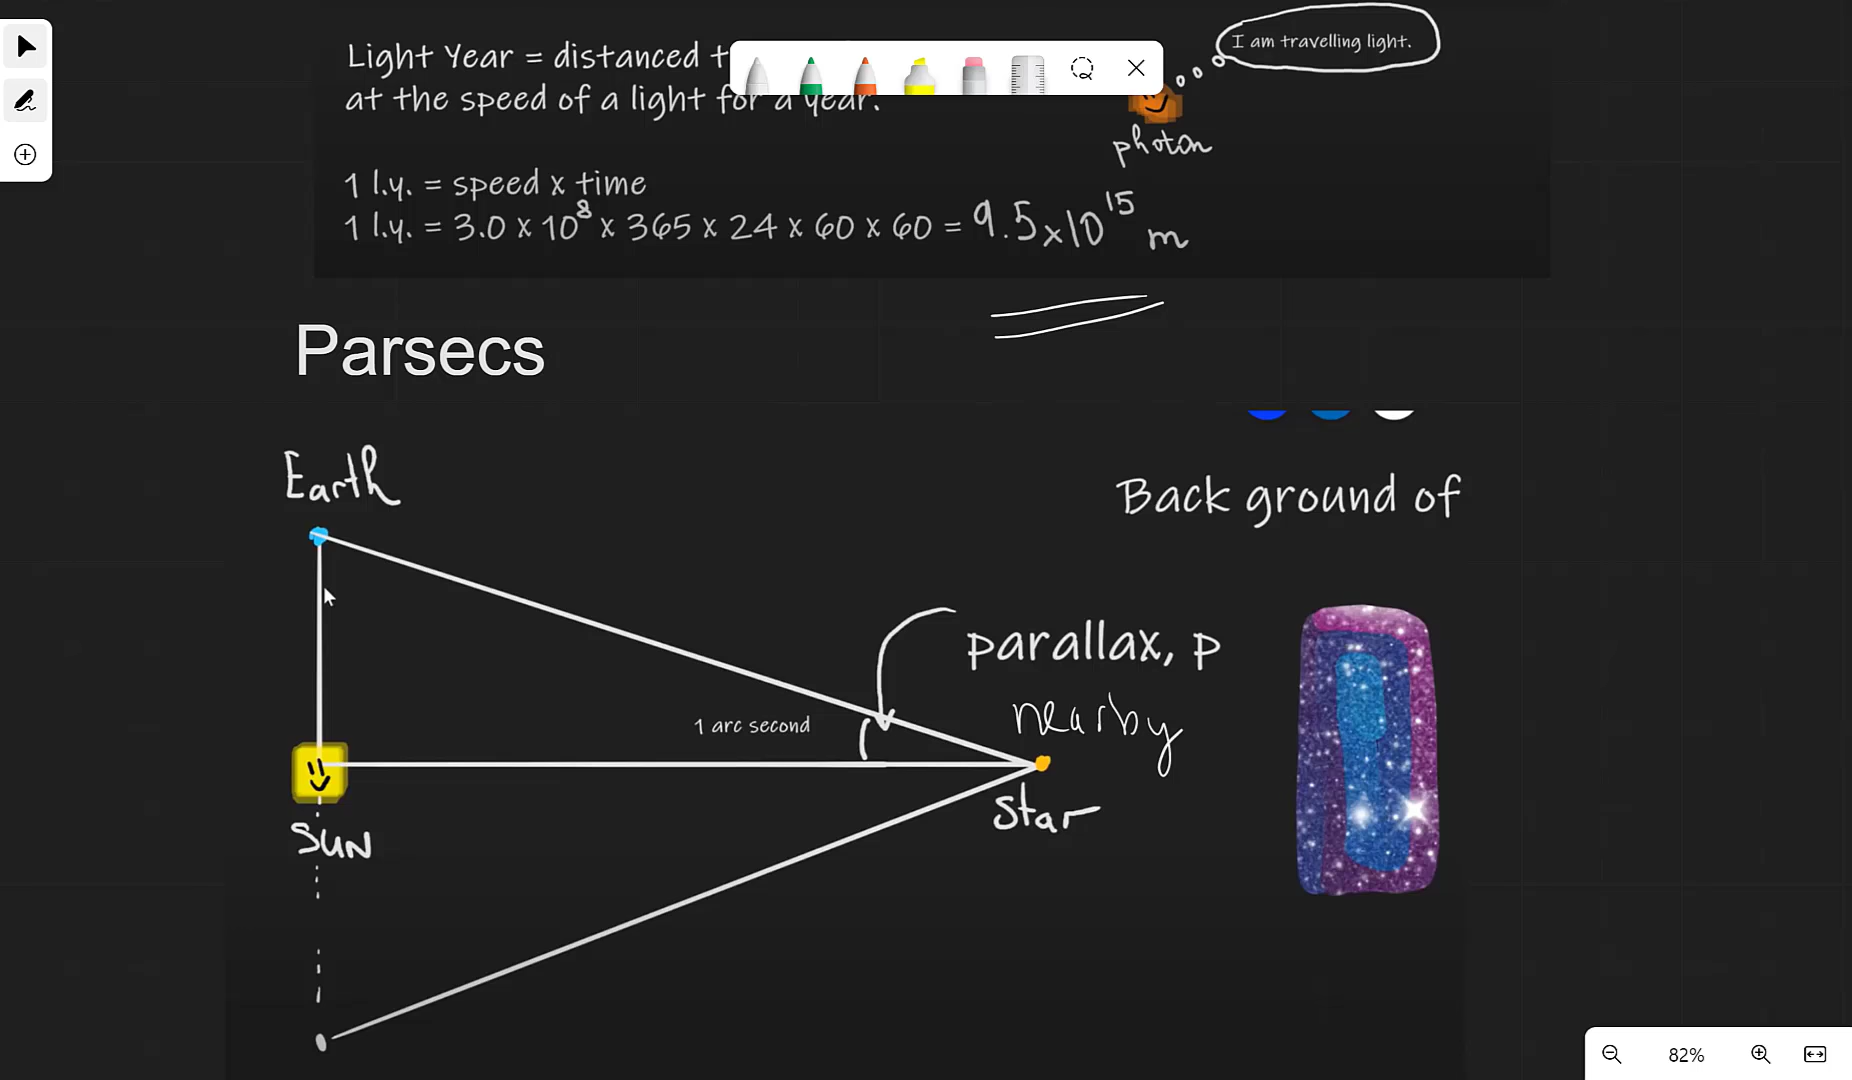 I am travelling light.
Light Year = distanced t
at the speed of a light for a year.
photon
1 l.y. = speed x time
1 l.y. = 3.0 x 10⁸ x 365 x 24 x 60 x 60 = 9.5x10¹⁵ m
Parsecs
Earth
Back ground of
parallax, p
nearby
1 arc second
Star
SUN
82%